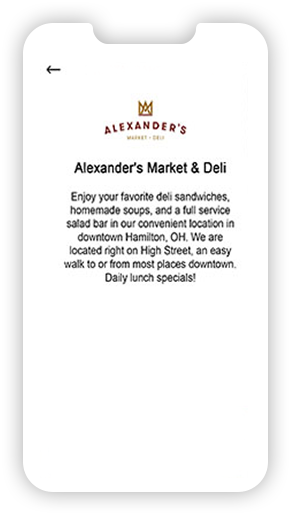 ALEXANDER'S
MARKET • DELI
Alexander's Market & Deli
Enjoy your favorite deli sandwiches,
homemade soups, and a full service
salad bar in our convenient location in
downtown Hamilton, OH. We are
located right on High Street, an easy
walk to or from most places downtown.
Daily lunch specials!